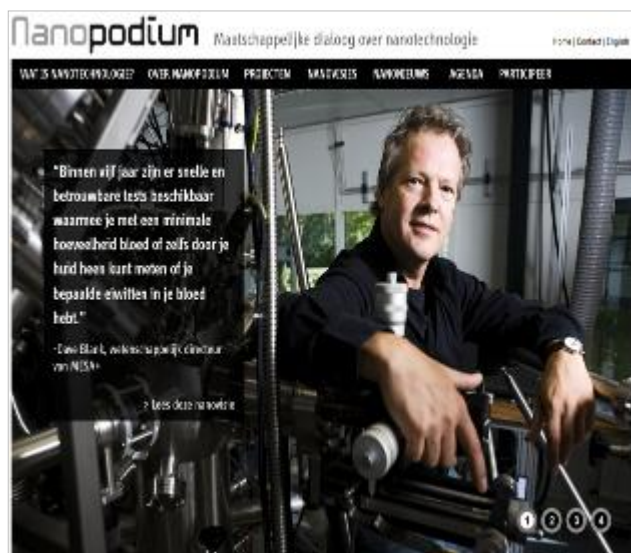 Nanopodium Maatschappelijke dialoog over nanotechnologie Home | Contact | English
WAT IS NANOTECHNOLOGIE? OVER NANOPODIUM PROJECTEN NANOVISIES NANONIEUWS AGENDA PARTICIPEER
"Binnen vijf jaar zijn er snelle en
betrouwbare tests beschikbaar
waarmee je met een minimale
hoeveelheid bloed of zelfs door je
huid heen kunt meten of je
bepaalde eiwitten in je bloed
hebt."
-Dave Blank, wetenschappelijk directeur
van MESA+
> Lees deze nanovisie
1 2 3 4